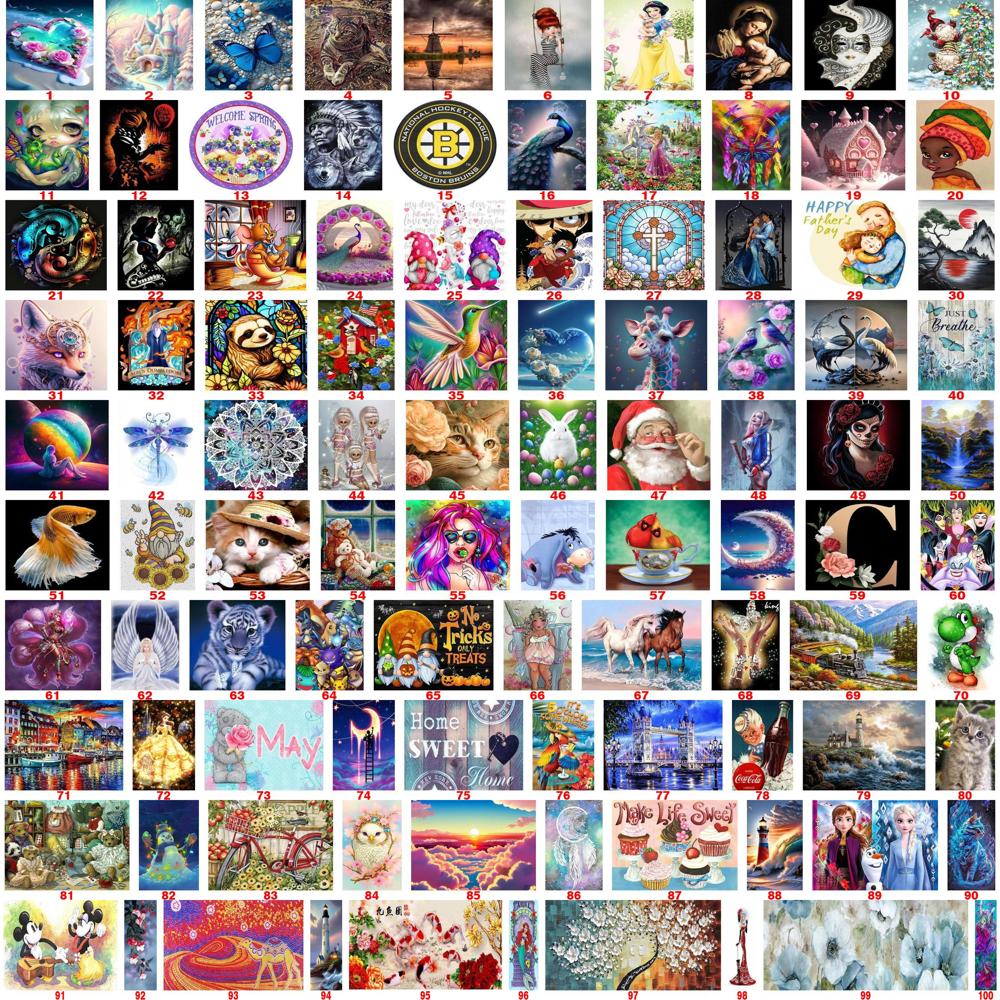 1 2 3 4 5 6 7 8 9 10
WELCOME SPRING
NATIONAL HOCKEY LEAGUE
B
© NHL
BOSTON BRUINS
11 12 13 14 15 16 17 18 19 20
HAPPY
Father's
Day
21 22 23 24 25 26 27 28 29 30
JUST
Breathe
31 32 33 34 35 36 37 38 39 40
41 42 43 44 45 46 47 48 49 50
C
51 52 53 54 55 56 57 58 59 60
No
Tricks
ONLY
TREATS
king
61 62 63 64 65 66 67 68 69 70
MAY
Home
SWEET
Home
Coca-Cola
71 72 73 74 75 76 77 78 79 80
Make Life Sweet
81 82 83 84 85 86 87 88 89 90
九鱼图
91 92 93 94 95 96 97 98 99 100